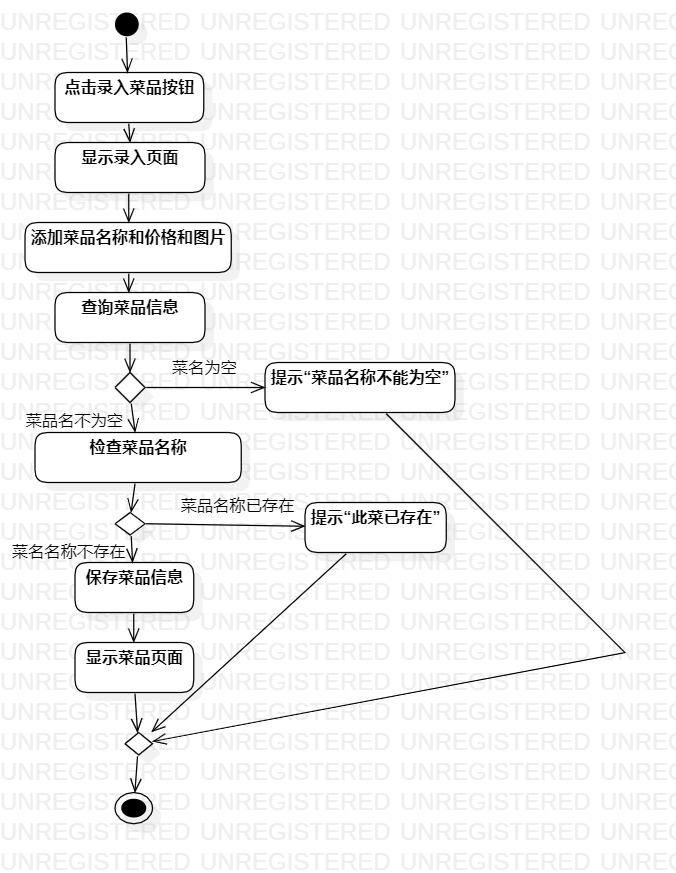 点击录入菜品按钮
显示录入页面
添加菜品名称和价格和图片
查询菜品信息
菜名为空
提示“菜品名称不能为空”
菜品名不为空
检查菜品名称
菜品名称已存在
提示“此菜已存在”
菜名名称不存在
保存菜品信息
显示菜品页面
UNREGISTERED